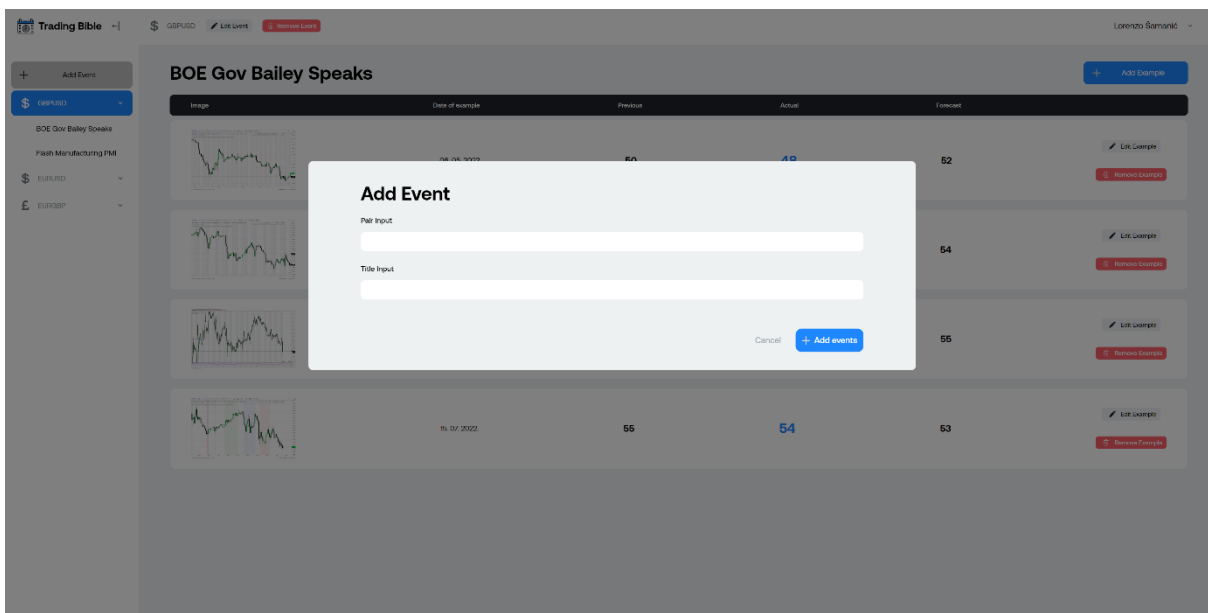 Trading Bible
GBPUSD Edit Event Remove Event
Lorenzo Šamanić
Add Event
GBPUSD
BOE Gov Bailey Speaks
Flash Manufacturing PMI
EURUSD
EURGBP
BOE Gov Bailey Speaks
Add Example
Image Date of example Previous Actual Forecast
52
Edit Example
Remove Example
54
Edit Example
Remove Example
55
Edit Example
Remove Example
15. 07. 2022. 55 54 53
Edit Example
Remove Example
Add Event
Pair Input
Title Input
Cancel + Add events